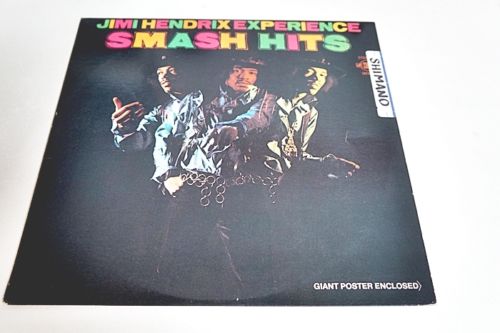 JIMI HENDRIX EXPERIENCE
SMASH HITS
SHIMANO
GIANT POSTER ENCLOSED